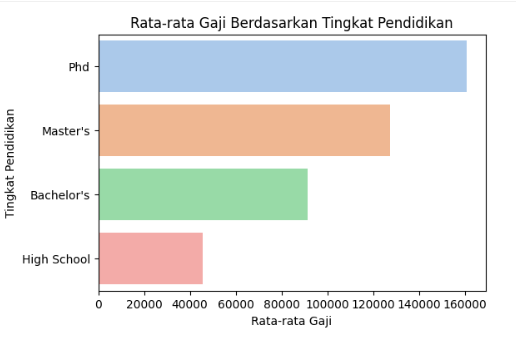 Rata-rata Gaji Berdasarkan Tingkat Pendidikan
Tingkat Pendidikan
Phd
Master's
Bachelor's
High School
0 20000 40000 60000 80000 100000 120000 140000 160000
Rata-rata Gaji